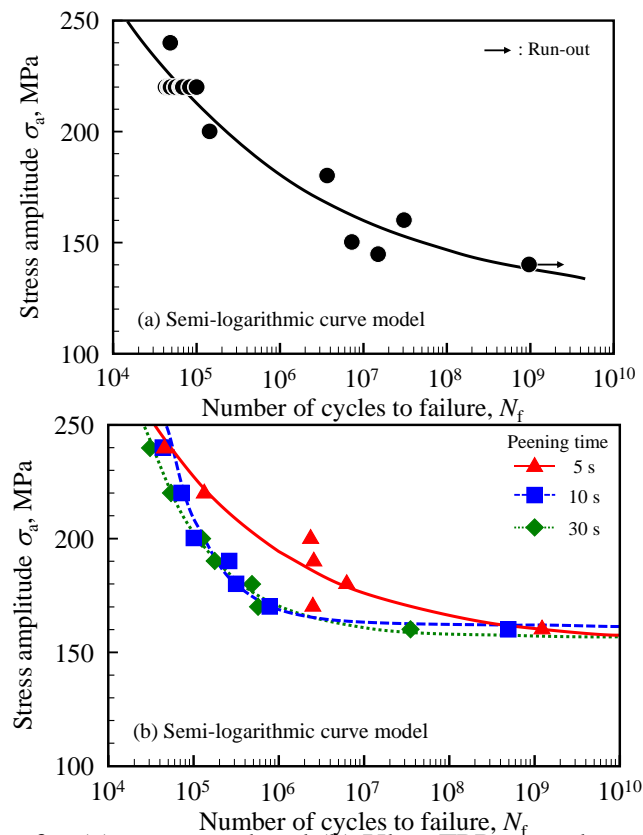 250
200
150
100
Stress amplitude σa, MPa
→ : Run-out
(a) Semi-logarithmic curve model
10^4 10^5 10^6 10^7 10^8 10^9 10^10
Number of cycles to failure, Nf
250
200
150
100
Stress amplitude σa, MPa
Peening time
5 s
10 s
30 s
(b) Semi-logarithmic curve model
10^4 10^5 10^6 10^7 10^8 10^9 10^10
Number of cycles to failure, Nf